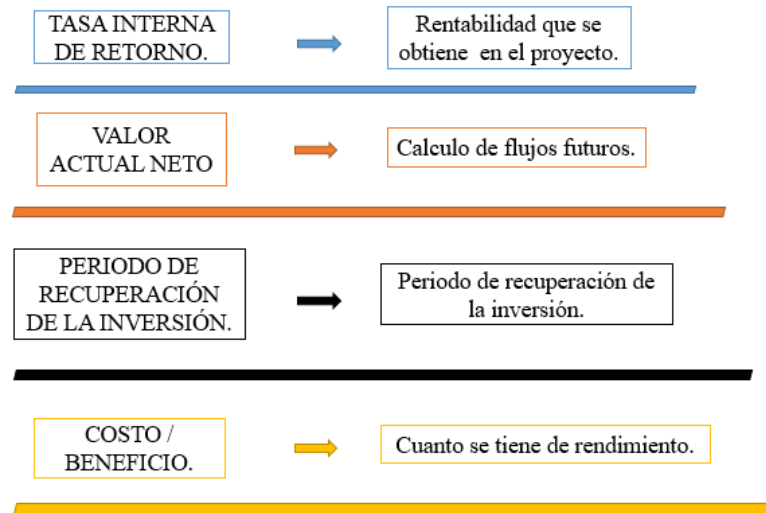 TASA INTERNA
DE RETORNO.
Rentabilidad que se
obtiene en el proyecto.
VALOR
ACTUAL NETO
Calculo de flujos futuros.
PERIODO DE
RECUPERACIÓN
DE LA INVERSIÓN.
Periodo de recuperación de
la inversión.
COSTO /
BENEFICIO.
Cuanto se tiene de rendimiento.